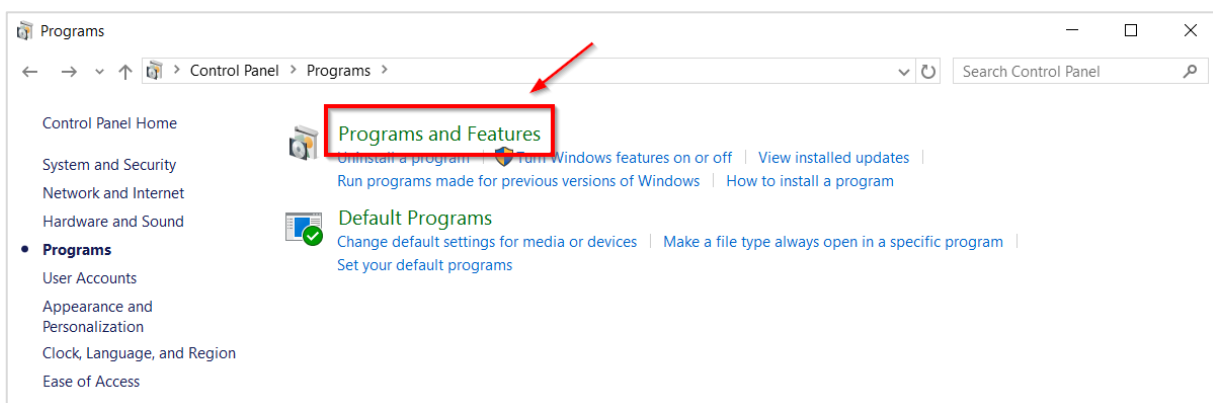 Programs
Control Panel > Programs >
Search Control Panel
Control Panel Home
System and Security
Network and Internet
Hardware and Sound
Programs
User Accounts
Appearance and
Personalization
Clock, Language, and Region
Ease of Access
Programs and Features
Uninstall a program | Turn Windows features on or off | View installed updates |
Run programs made for previous versions of Windows | How to install a program
Default Programs
Change default settings for media or devices | Make a file type always open in a specific program |
Set your default programs